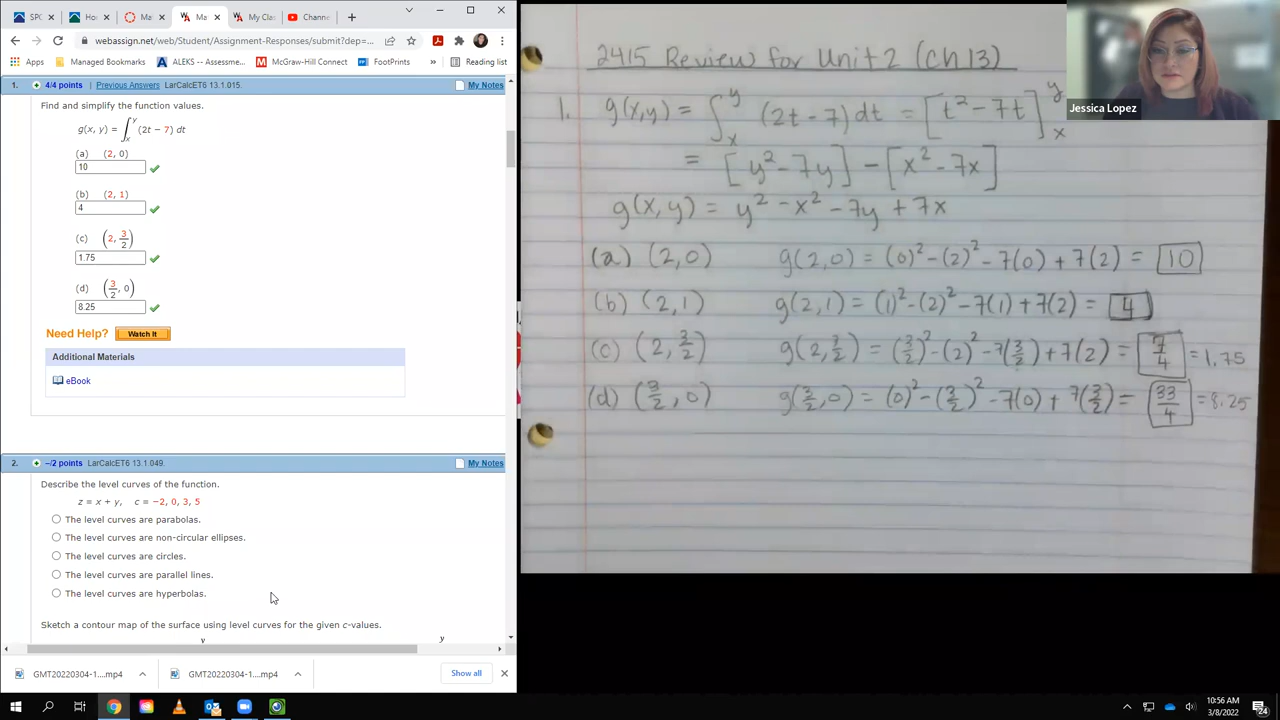 SPC
Ho
Ma
Ma
My Clas
Channe
webassign.net/web/Student/Assignment-Responses/submit?dep=...
Apps
Managed Bookmarks
ALEKS -- Assessme...
McGraw-Hill Connect
FootPrints
»
Reading list
1. 4/4 points Previous Answers LarCalcET6 13.1.015. My Notes
Find and simplify the function values.
g(x, y) = ∫_x^y (2t − 7) dt
(a) (2, 0)
10
(b) (2, 1)
4
(c) (2, 3/2)
1.75
(d) (3/2, 0)
8.25
Need Help? Watch It
Additional Materials
eBook
2. –/2 points LarCalcET6 13.1.049. My Notes
Describe the level curves of the function.
z = x + y, c = −2, 0, 3, 5
The level curves are parabolas.
The level curves are non-circular ellipses.
The level curves are circles.
The level curves are parallel lines.
The level curves are hyperbolas.
Sketch a contour map of the surface using level curves for the given c-values.
y y
GMT20220304-1....mp4
GMT20220304-1....mp4
Show all
2415 Review for Unit 2 (Ch 13)
1. g(x,y) = ∫_x^y (2t - 7) dt = [t² - 7t]_x^y
= [y² - 7y] - [x² - 7x]
g(x,y) = y² - x² - 7y + 7x
(a) (2,0) g(2,0) = (0)² - (2)² - 7(0) + 7(2) = 10
(b) (2,1) g(2,1) = (1)² - (2)² - 7(1) + 7(2) = 4
(c) (2, 3/2) g(2, 3/2) = (3/2)² - (2)² - 7(3/2) + 7(2) = 7/4 = 1.75
(d) (3/2, 0) g(3/2, 0) = (0)² - (3/2)² - 7(0) + 7(3/2) = 33/4 = 8.25
Jessica Lopez
10:56 AM
3/8/2022
24